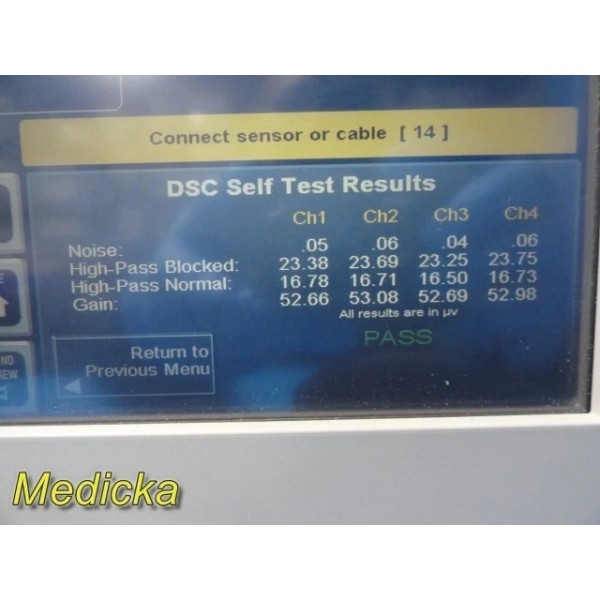 Connect sensor or cable [ 14 ]
DSC Self Test Results
Ch1 Ch2 Ch3 Ch4
Noise: .05 .06 .04 .06
High-Pass Blocked: 23.38 23.69 23.25 23.75
High-Pass Normal: 16.78 16.71 16.50 16.73
Gain: 52.66 53.08 52.69 52.98
All results are in μv
PASS
Return to
Previous Menu
Medicka